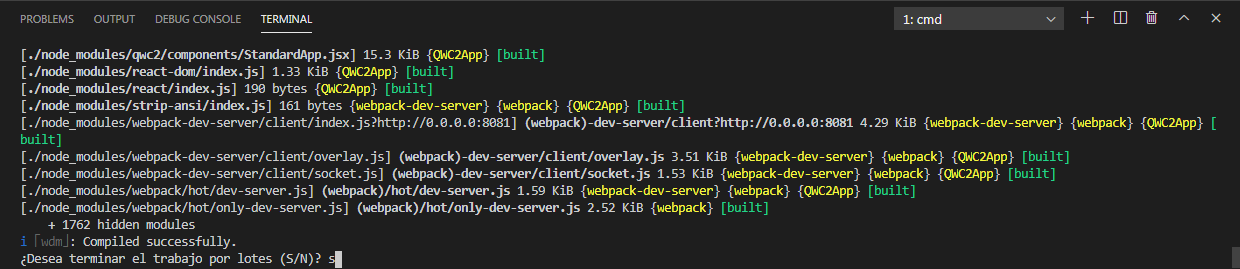 PROBLEMS OUTPUT DEBUG CONSOLE TERMINAL 1: cmd
[./node_modules/qwc2/components/StandardApp.jsx] 15.3 KiB {QWC2App} [built]
[./node_modules/react-dom/index.js] 1.33 KiB {QWC2App} [built]
[./node_modules/react/index.js] 190 bytes {QWC2App} [built]
[./node_modules/strip-ansi/index.js] 161 bytes {webpack-dev-server} {webpack} {QWC2App} [built]
[./node_modules/webpack-dev-server/client/index.js?http://0.0.0.0:8081] (webpack)-dev-server/client?http://0.0.0.0:8081 4.29 KiB {webpack-dev-server} {webpack} {QWC2App} [
built]
[./node_modules/webpack-dev-server/client/overlay.js] (webpack)-dev-server/client/overlay.js 3.51 KiB {webpack-dev-server} {webpack} {QWC2App} [built]
[./node_modules/webpack-dev-server/client/socket.js] (webpack)-dev-server/client/socket.js 1.53 KiB {webpack-dev-server} {webpack} {QWC2App} [built]
[./node_modules/webpack/hot/dev-server.js] (webpack)/hot/dev-server.js 1.59 KiB {webpack-dev-server} {webpack} {QWC2App} [built]
[./node_modules/webpack/hot/only-dev-server.js] (webpack)/hot/only-dev-server.js 2.52 KiB {webpack} [built]
+ 1762 hidden modules
i ｢wdm｣: Compiled successfully.
¿Desea terminar el trabajo por lotes (S/N)? s